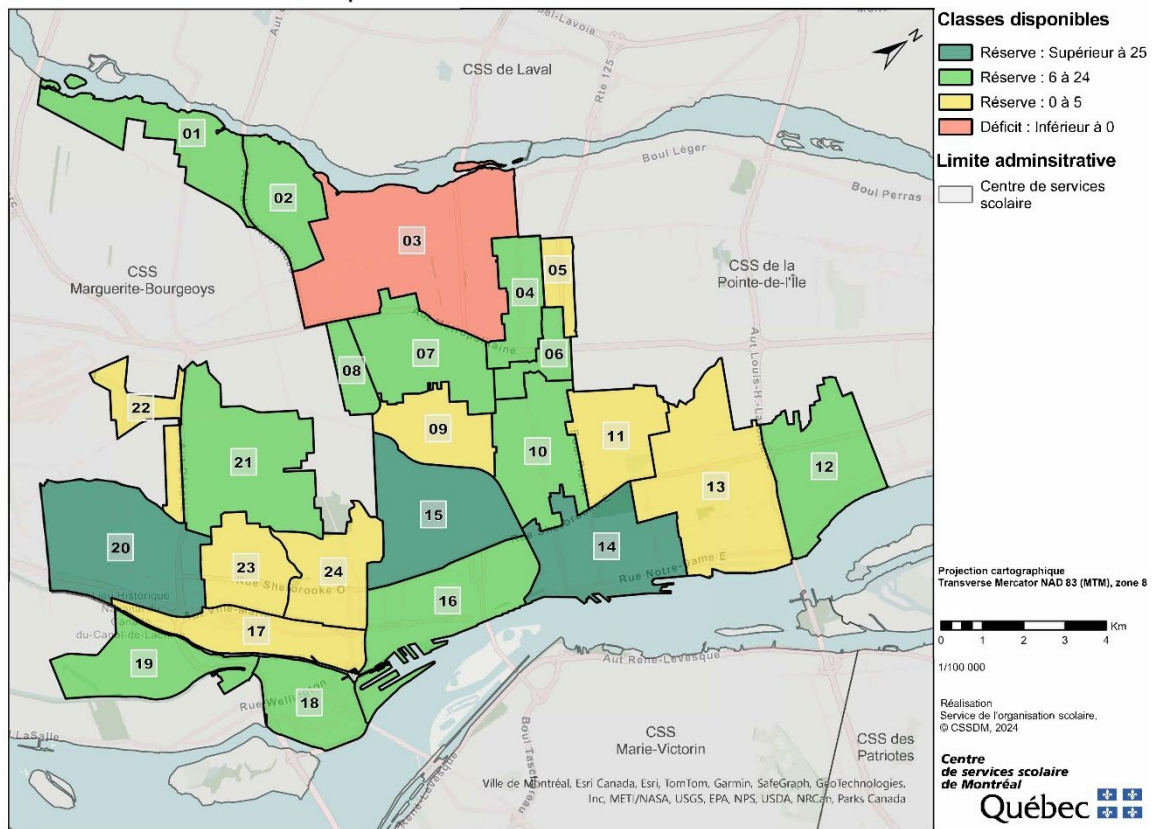 Classes disponibles
Réserve : Supérieur à 25
Réserve : 6 à 24
Réserve : 0 à 5
Déficit : Inférieur à 0
Limite adminsitrative
Centre de services
scolaire
N
CSS de Laval
Rte 125
Boul Léger
Boul Perras
01
02
03
CSS
Marguerite-Bourgeoys
04
05
CSS de la
Pointe-de-l'Île
06
07
08
22
09
10
11
12
13
21
15
14
20
23
24
Rue Sherbrooke O
Rue Notre-Dame E
16
17
19
18
Rue Wellington
Aut René-Lévesque
LaSalle
CSS
Marie-Victorin
CSS des
Patriotes
Ville de Montréal, Esri Canada, Esri, TomTom, Garmin, SafeGraph, GeoTechnologies,
Inc, METI/NASA, USGS, EPA, NPS, USDA, NRCan, Parks Canada
Projection cartographique
Transverse Mercator NAD 83 (MTM), zone 8
Km
0 1 2 3 4
1/100 000
Réalisation
Service de l'organisation scolaire,
© CSSDM, 2024
Centre
de services scolaire
de Montréal
Québec